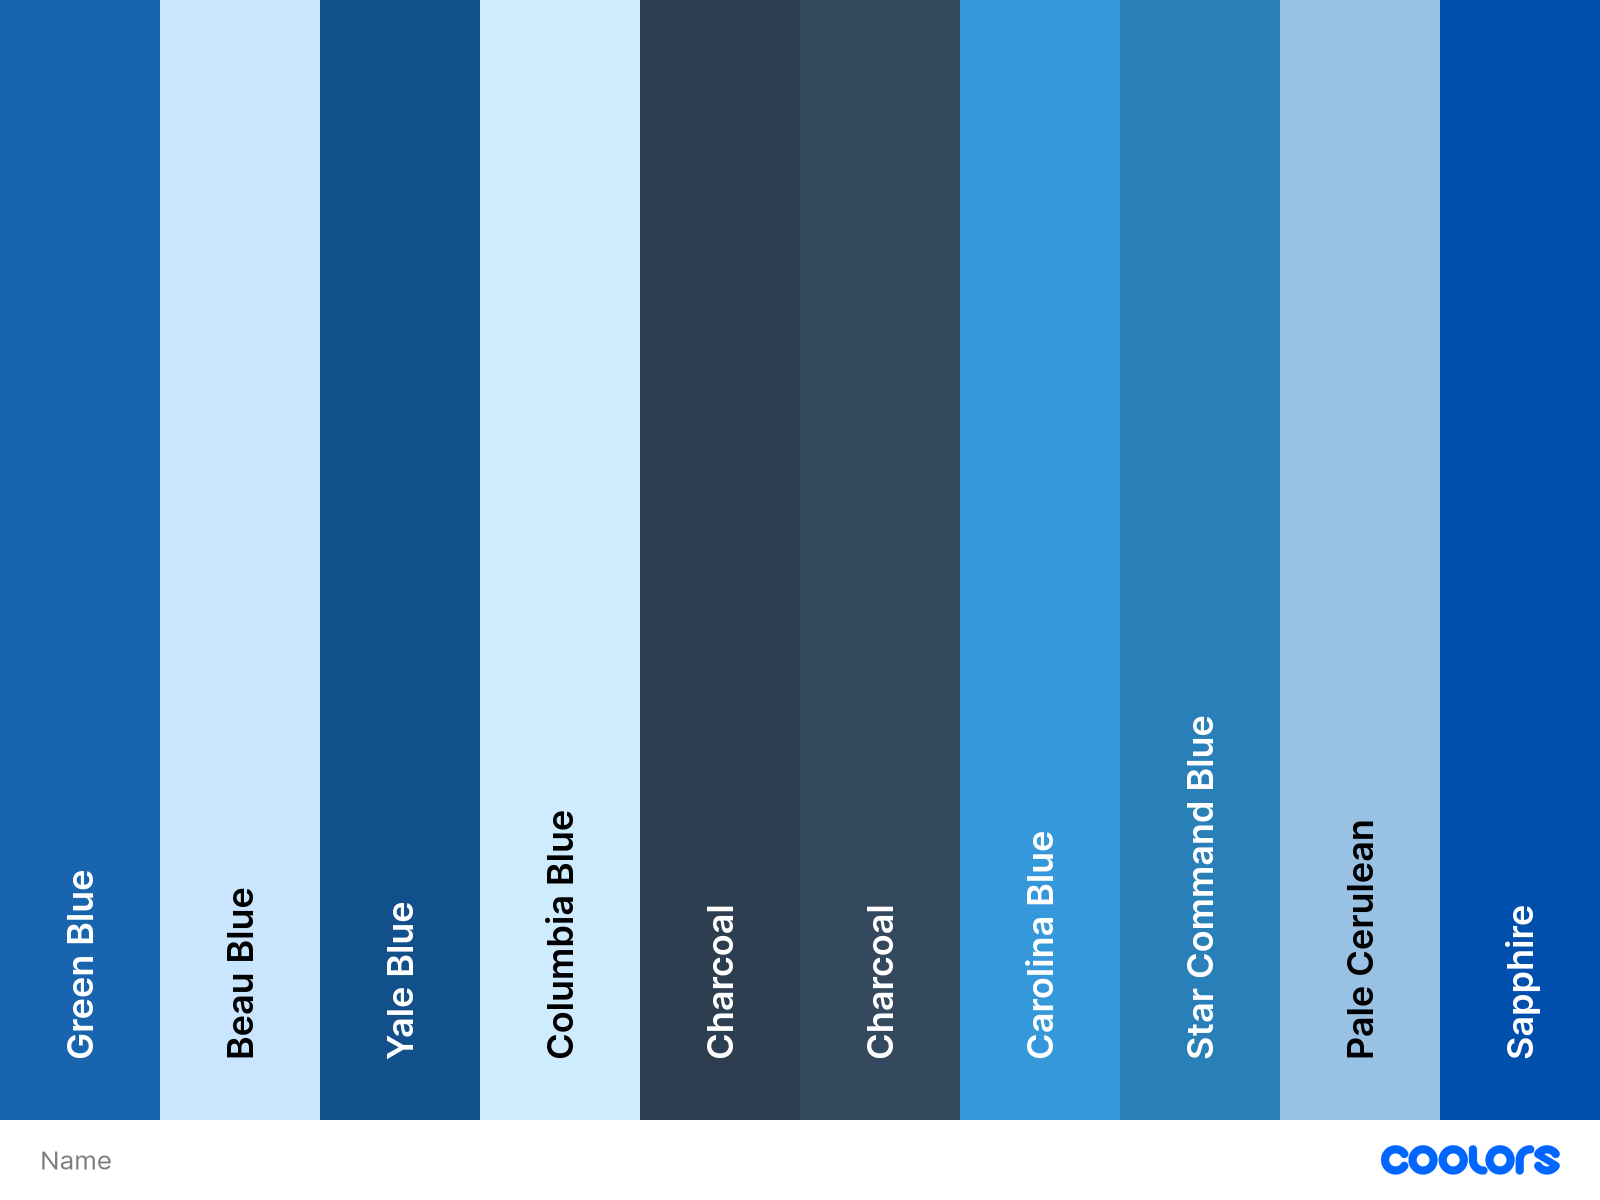 Green Blue
Beau Blue
Yale Blue
Columbia Blue
Charcoal
Charcoal
Carolina Blue
Star Command Blue
Pale Cerulean
Sapphire
Name
coolors